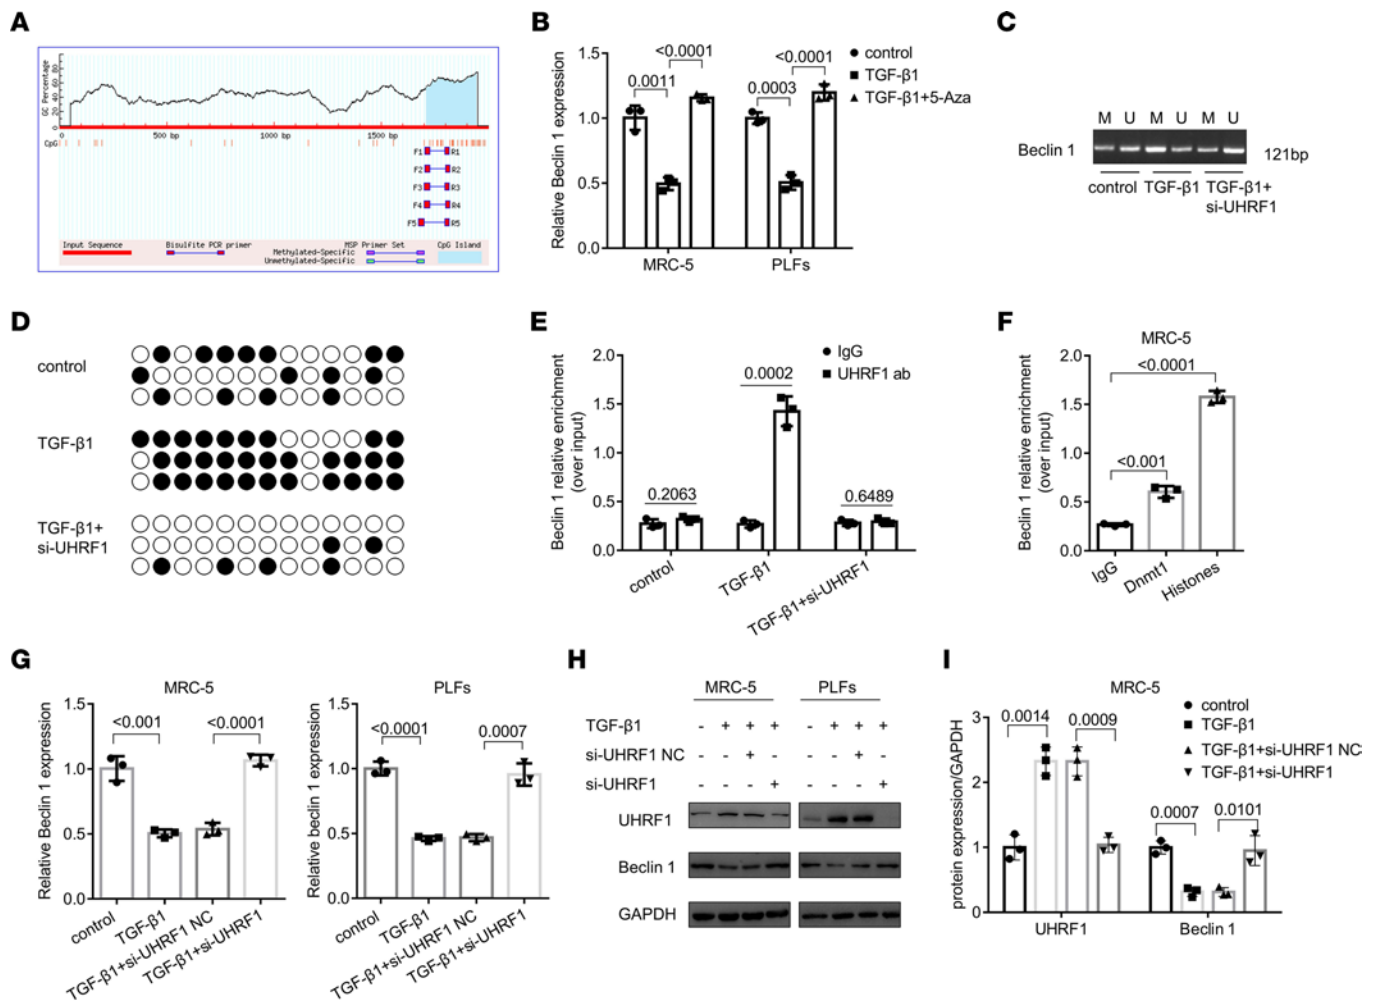 A
GC Percentage
20 40 60 80
0 500 bp 1000 bp 1500 bp
CpG
F1 R1
F2 R2
F3 R3
F4 R4
F5 R5
Input Sequence
Bisulfite PCR primer
MSP Primer Set
Methylated-Specific
Unmethylated-Specific
CpG Island
B
Relative Beclin 1 expression
1.5
1.0
0.5
0.0
0.0011
<0.0001
0.0003
<0.0001
MRC-5
PLFs
control
TGF-β1
TGF-β1+5-Aza
C
M U M U M U
Beclin 1
121bp
control
TGF-β1
TGF-β1+
si-UHRF1
D
control
TGF-β1
TGF-β1+
si-UHRF1
E
Beclin 1 relative enrichment
(over input)
2.0
1.5
1.0
0.5
0.0
0.2063
0.0002
0.6489
IgG
UHRF1 ab
control
TGF-β1
TGF-β1+si-UHRF1
F
MRC-5
Beclin 1 relative enrichment
(over input)
2.0
1.5
1.0
0.5
0.0
<0.0001
<0.001
IgG
Dnmt1
Histones
G
MRC-5
Relative Beclin 1 expression
1.5
1.0
0.5
0.0
<0.001
<0.0001
control
TGF-β1
TGF-β1+si-UHRF1 NC
TGF-β1+si-UHRF1
PLFs
Relative beclin 1 expression
1.5
1.0
0.5
0.0
<0.0001
0.0007
control
TGF-β1
TGF-β1+si-UHRF1 NC
TGF-β1+si-UHRF1
H
MRC-5 PLFs
TGF-β1 - + + + - + + +
si-UHRF1 NC - - + - - - + -
si-UHRF1 - - - + - - - +
UHRF1
Beclin 1
GAPDH
I
MRC-5
protein expression/GAPDH
3
2
1
0
0.0014
0.0009
0.0007
0.0101
UHRF1
Beclin 1
control
TGF-β1
TGF-β1+si-UHRF1 NC
TGF-β1+si-UHRF1